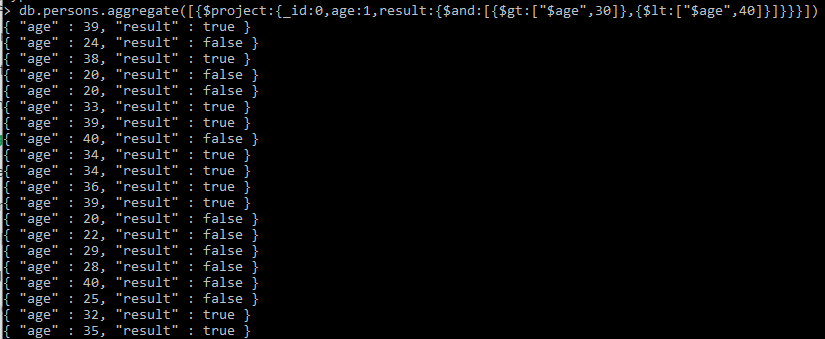 > db.persons.aggregate([{$project:{_id:0,age:1,result:{$and:[{$gt:["$age",30]},{$lt:["$age",40]}]}}}])
{ "age" : 39, "result" : true }
{ "age" : 24, "result" : false }
{ "age" : 38, "result" : true }
{ "age" : 20, "result" : false }
{ "age" : 20, "result" : false }
{ "age" : 33, "result" : true }
{ "age" : 39, "result" : true }
{ "age" : 40, "result" : false }
{ "age" : 34, "result" : true }
{ "age" : 34, "result" : true }
{ "age" : 36, "result" : true }
{ "age" : 39, "result" : true }
{ "age" : 20, "result" : false }
{ "age" : 22, "result" : false }
{ "age" : 29, "result" : false }
{ "age" : 28, "result" : false }
{ "age" : 40, "result" : false }
{ "age" : 25, "result" : false }
{ "age" : 32, "result" : true }
{ "age" : 35, "result" : true }